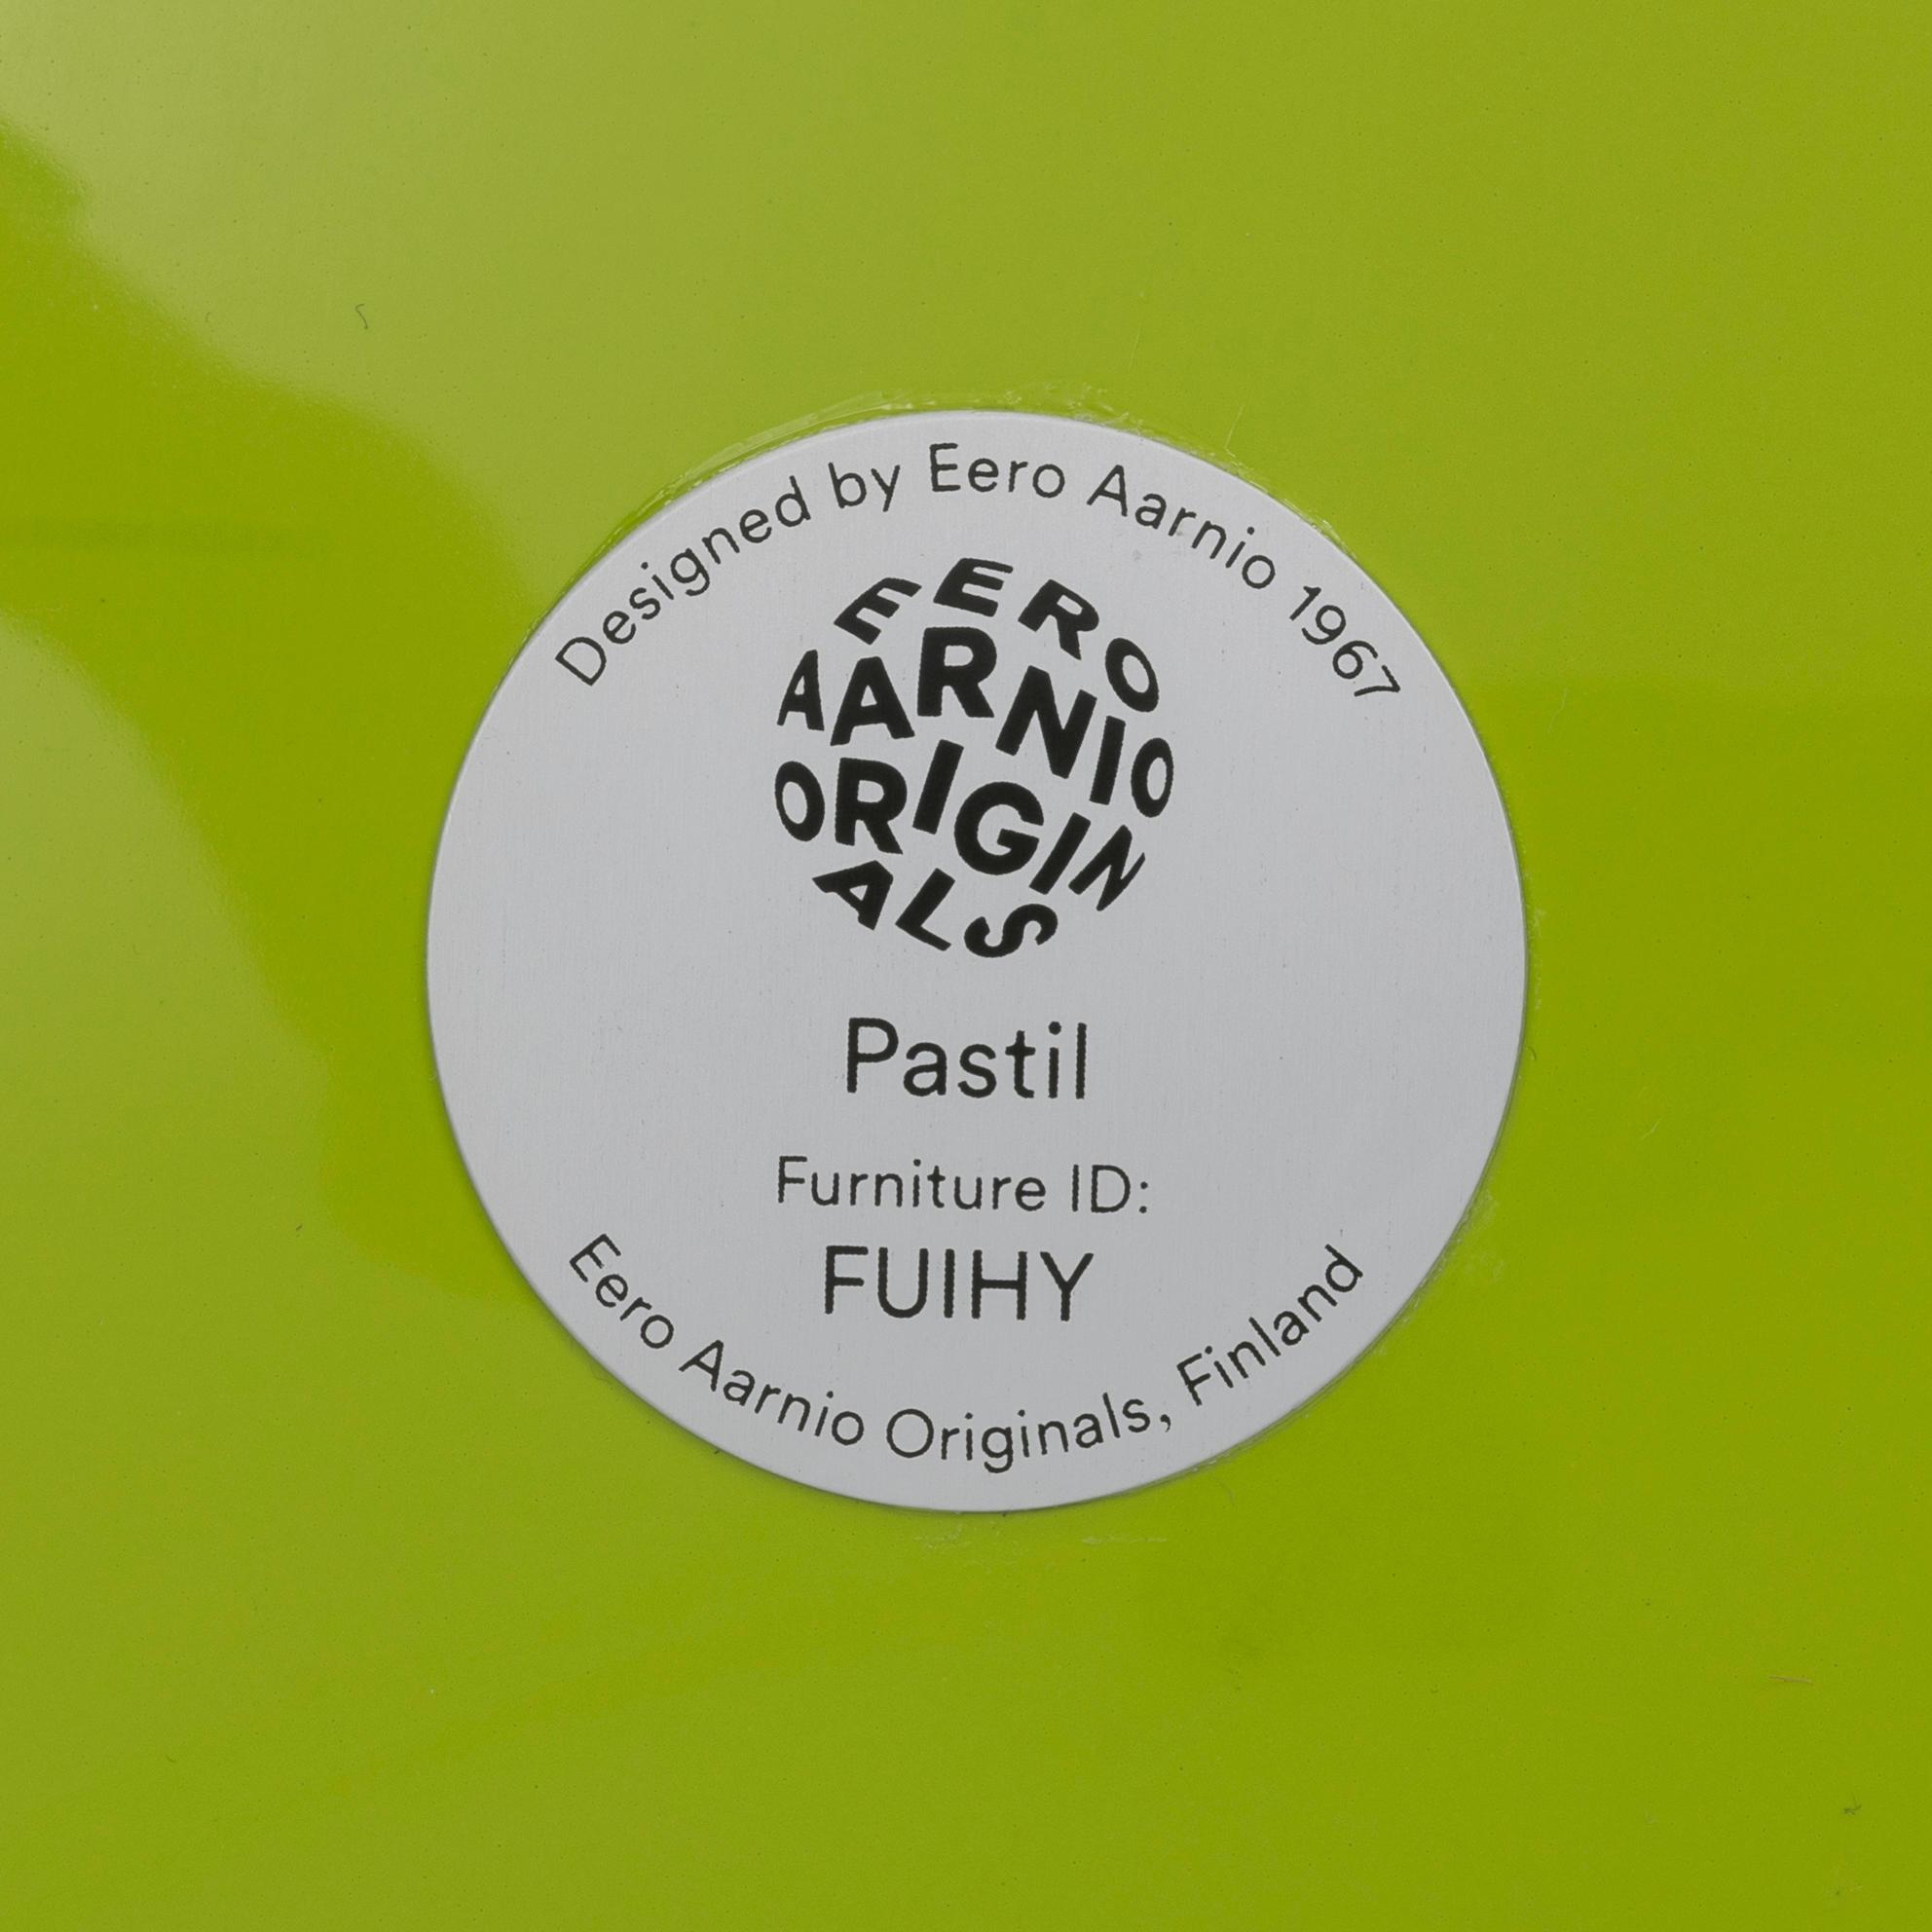 Designed by Eero Aarnio 1967
EERO
AARNIO
ORIGIN
ALS
Pastil
Furniture ID:
FUIHY
Eero Aarnio Originals, Finland